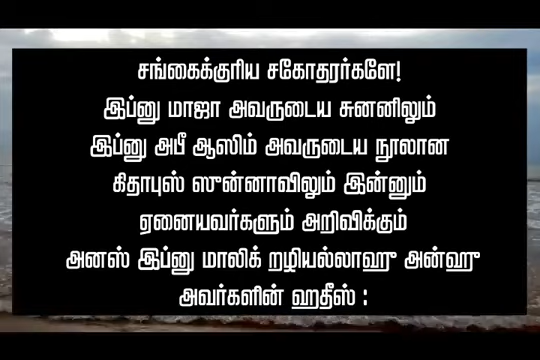 சங்கைக்குரிய சகோதரர்களே!
இப்னு மாஜா அவருடைய சுனனிலும்
இப்னு அபீ ஆஸிம் அவருடைய நூலான
கிதாபுஸ் ஸுன்னாவிலும் இன்னும்
ஏனையவர்களும் அறிவிக்கும்
அனஸ் இப்னு மாலிக் றழியல்லாஹு அன்ஹு
அவர்களின் ஹதீஸ் :